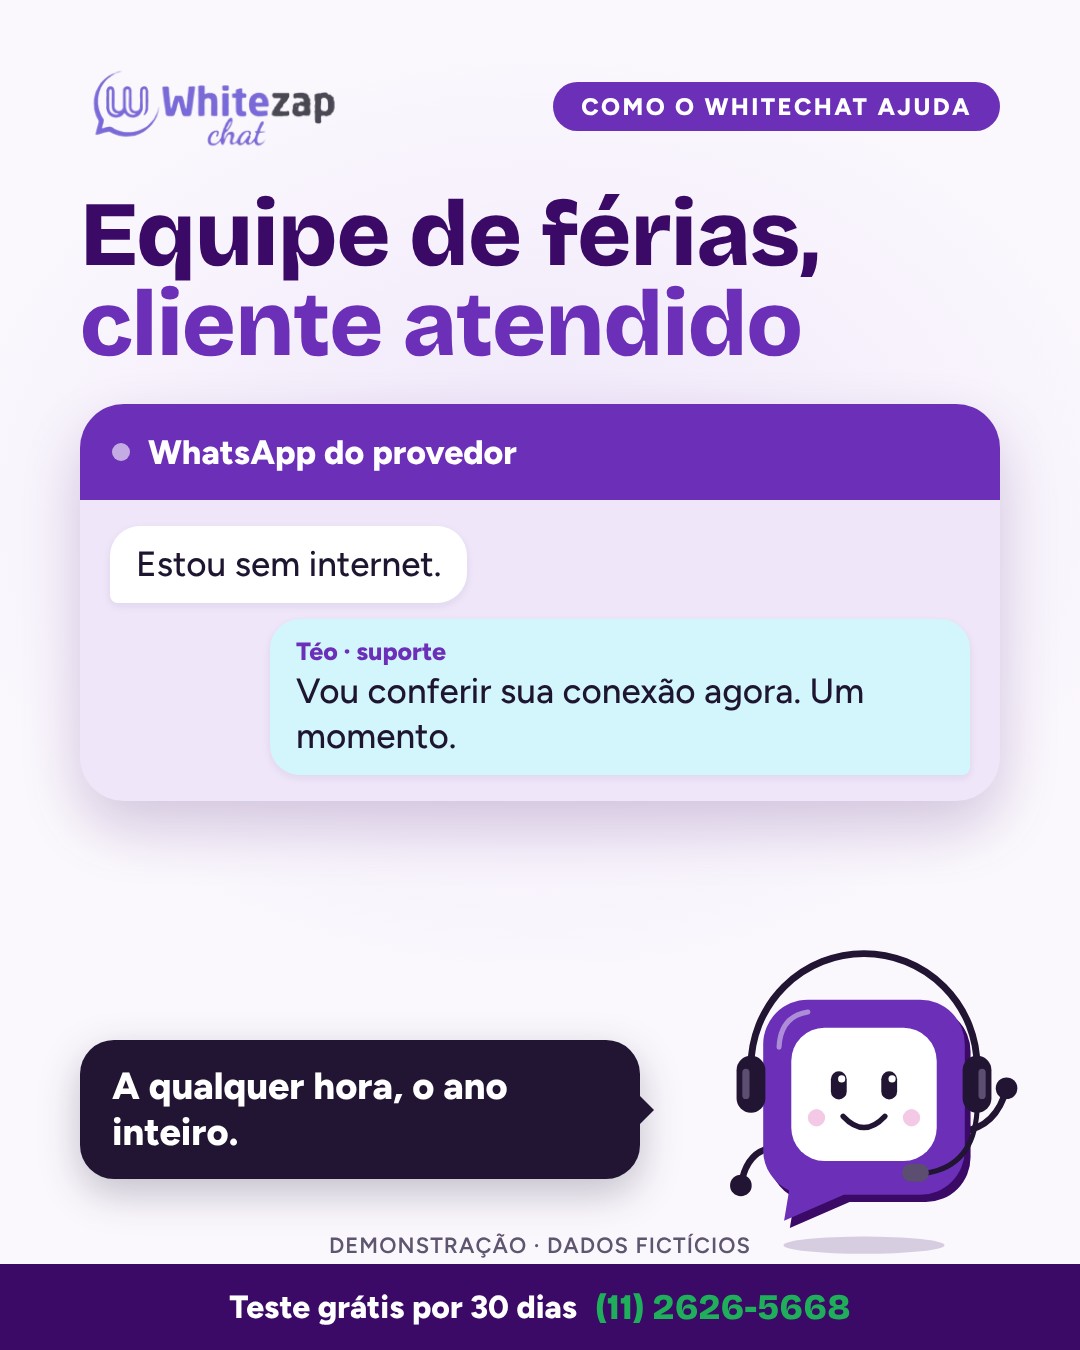 Whitezap
chat
COMO O WHITECHAT AJUDA
Equipe de férias,
cliente atendido
WhatsApp do provedor
Estou sem internet.
Téo · suporte
Vou conferir sua conexão agora. Um
momento.
A qualquer hora, o ano
inteiro.
DEMONSTRAÇÃO · DADOS FICTÍCIOS
Teste grátis por 30 dias (11) 2626-5668